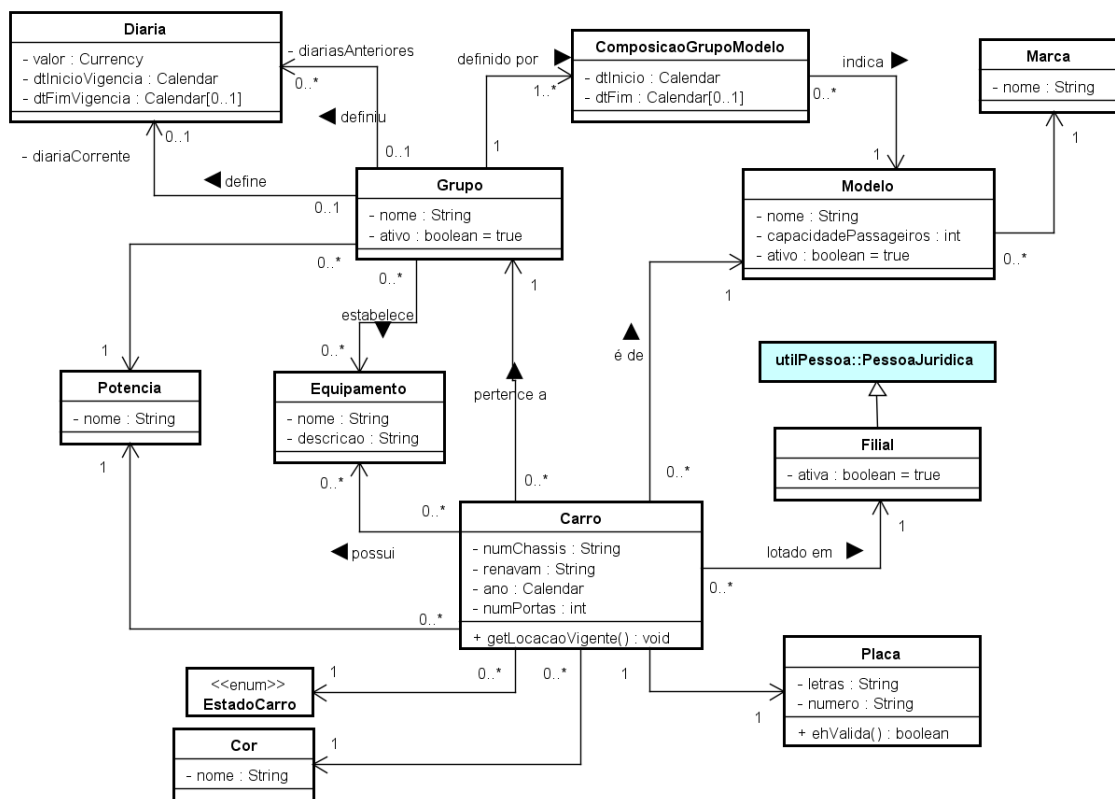 Diaria
- valor : Currency
- dtInicioVigencia : Calendar
- dtFimVigencia : Calendar[0..1]
- diariasAnteriores
0..*
definiu
0..1
0..1
- diariaCorrente
define
0..1
definido por
1..*
1
ComposicaoGrupoModelo
- dtInicio : Calendar
- dtFim : Calendar[0..1]
indica
0..*
1
Marca
- nome : String
1
Grupo
- nome : String
- ativo : boolean = true
0..*
0..*
1
Modelo
- nome : String
- capacidadePassageiros : int
- ativo : boolean = true
0..*
1
estabelece
0..*
1
é de
0..*
pertence a
0..*
utilPessoa::PessoaJuridica
Potencia
- nome : String
1
Equipamento
- nome : String
- descricao : String
0..*
Filial
- ativa : boolean = true
1
0..*
possui
0..*
Carro
- numChassis : String
- renavam : String
- ano : Calendar
- numPortas : int
+ getLocacaoVigente() : void
lotado em
0..*
0..*
0..*
1
1
Placa
- letras : String
- numero : String
+ ehValida() : boolean
<<enum>>
EstadoCarro
1
Cor
- nome : String
1